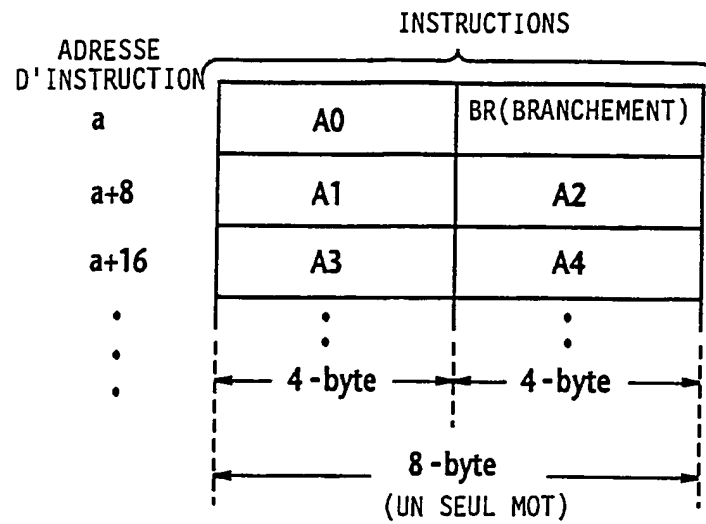 INSTRUCTIONS
ADRESSE
D'INSTRUCTION
a A0 BR(BRANCHEMENT)
a+8 A1 A2
a+16 A3 A4
4-byte 4-byte
8-byte
(UN SEUL MOT)